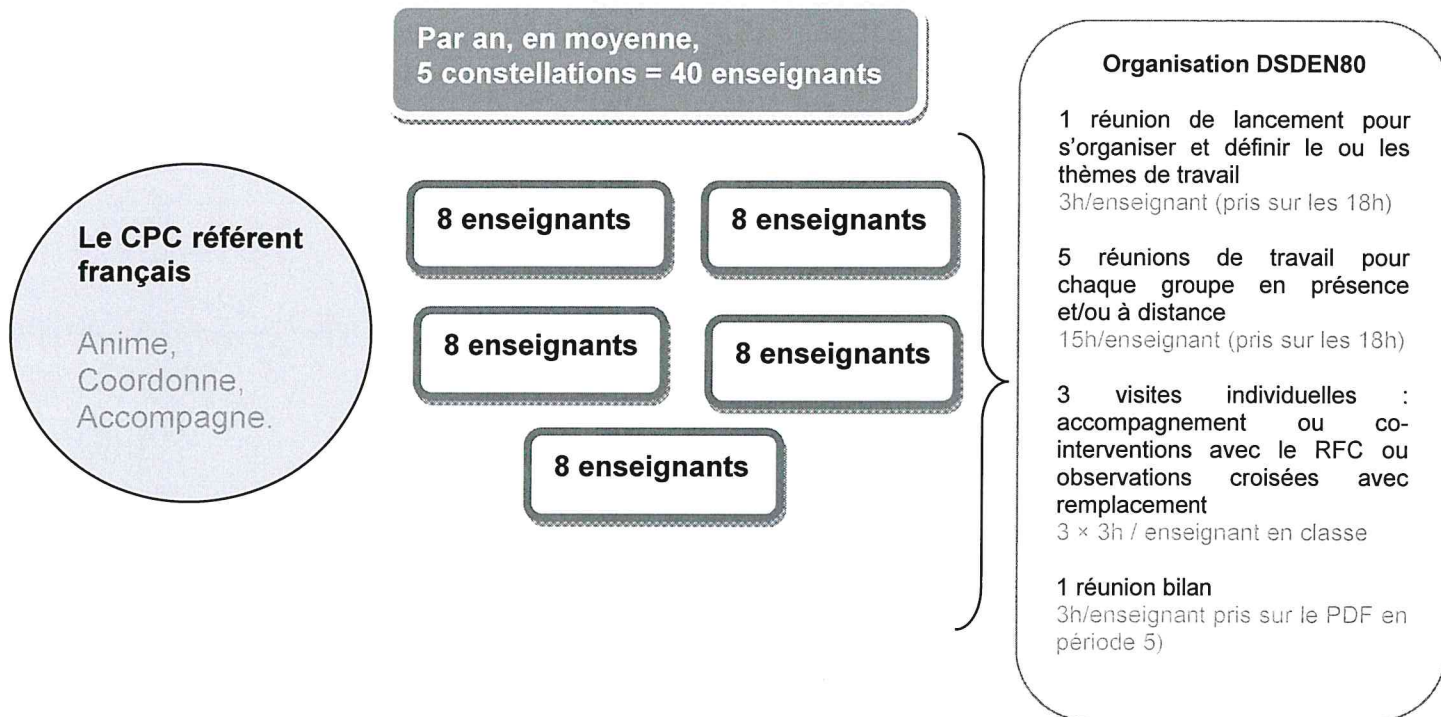 Par an, en moyenne,
5 constellations = 40 enseignants
Le CPC référent
français
Anime,
Coordonne,
Accompagne.
8 enseignants
8 enseignants
8 enseignants
8 enseignants
8 enseignants
Organisation DSDEN80
1 réunion de lancement pour
s'organiser et définir le ou les
thèmes de travail
3h/enseignant (pris sur les 18h)
5 réunions de travail pour
chaque groupe en présence
et/ou à distance
15h/enseignant (pris sur les 18h)
3 visites individuelles :
accompagnement ou co-
interventions avec le RFC ou
observations croisées avec
remplacement
3 × 3h / enseignant en classe
1 réunion bilan
3h/enseignant pris sur le PDF en
période 5)